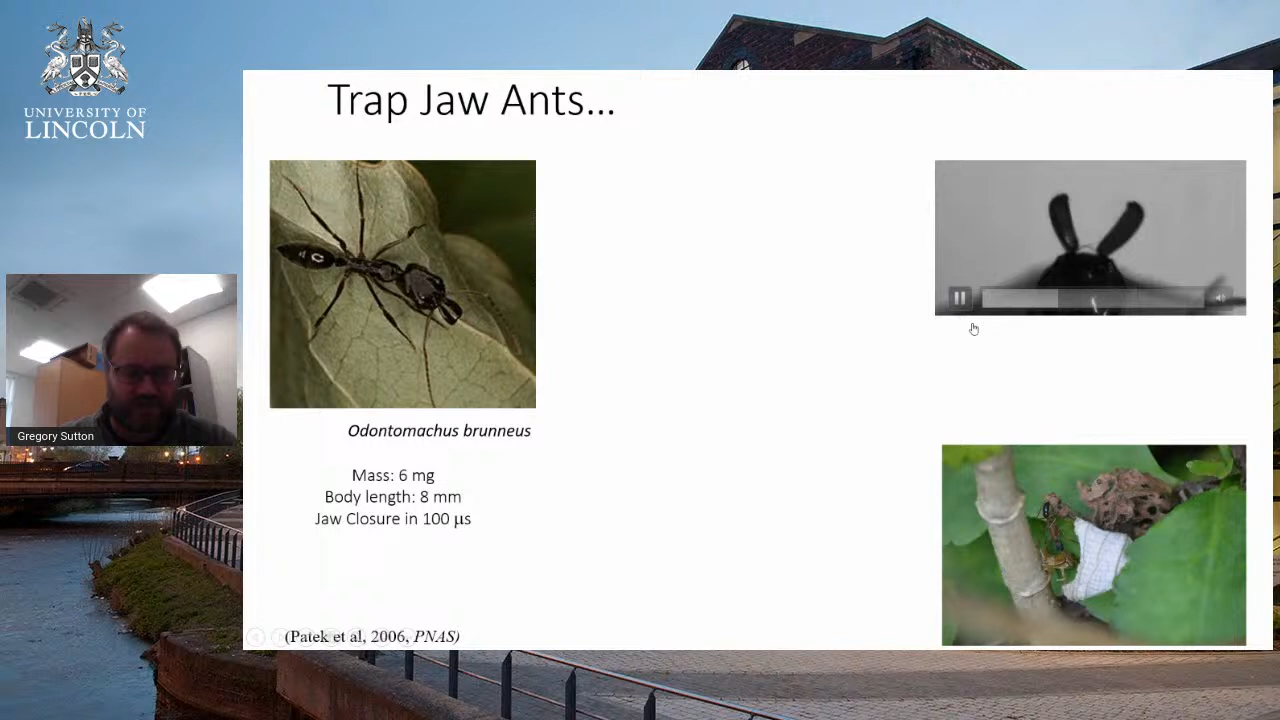 UNIVERSITY OF
LINCOLN
Trap Jaw Ants...
Gregory Sutton
Odontomachus brunneus
Mass: 6 mg
Body length: 8 mm
Jaw Closure in 100 µs
(Patek et al, 2006, PNAS)